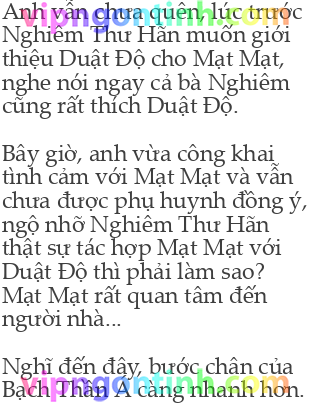 Anh vẫn chưa quên, lúc trước
Nghiêm Thư Hãn muốn giới
thiệu Duật Độ cho Mạt Mạt,
nghe nói ngay cả bà Nghiêm
cũng rất thích Duật Độ.
Bây giờ, anh vừa công khai
tình cảm với Mạt Mạt và vẫn
chưa được phụ huynh đồng ý,
ngộ nhỡ Nghiêm Thư Hãn
thật sự tác hợp Mạt Mạt với
Duật Độ thì phải làm sao?
Mạt Mạt rất quan tâm đến
người nhà...
Nghĩ đến đây, bước chân của
Bạch Thần A càng nhanh hơn.
vipngontinh.com
vipngontinh.com